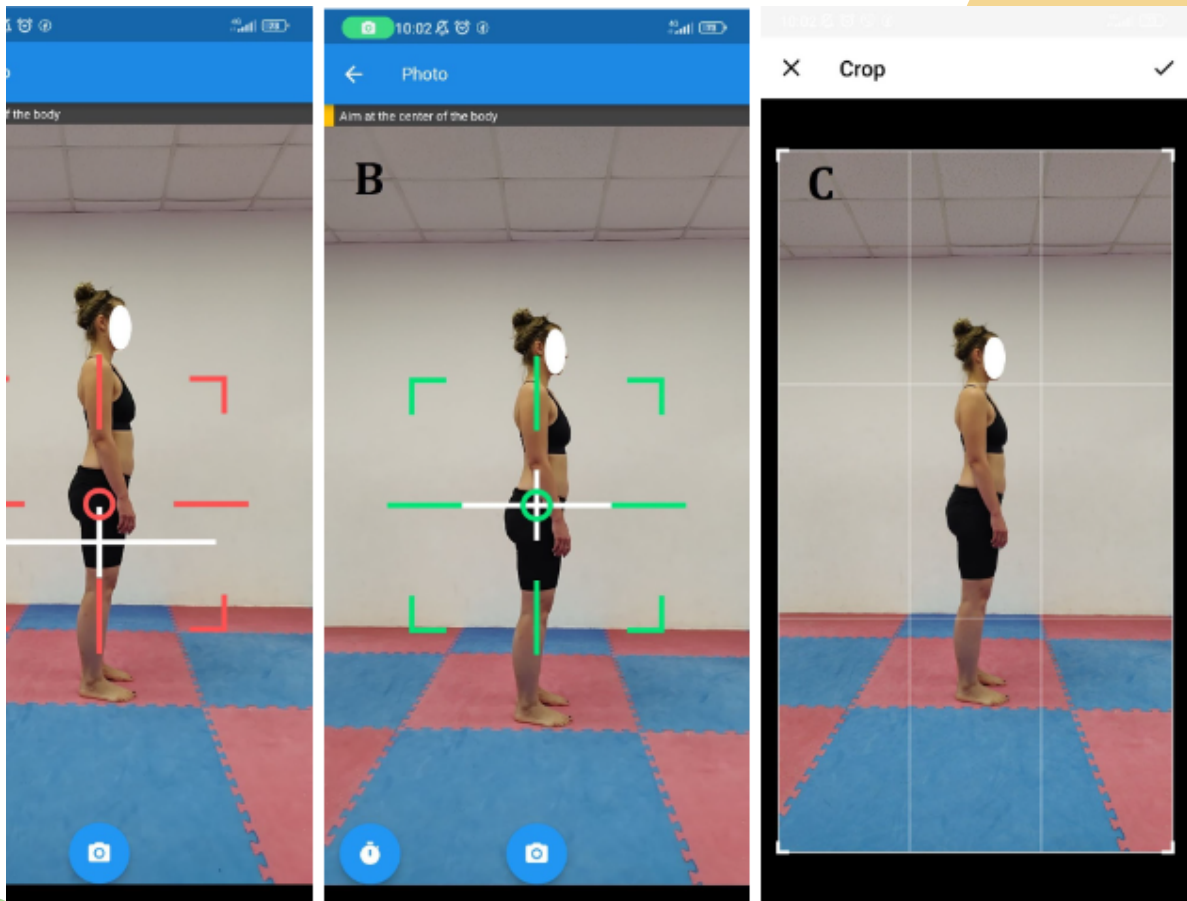 f the body
10:02
Photo
Aim at the center of the body
B
Crop
C